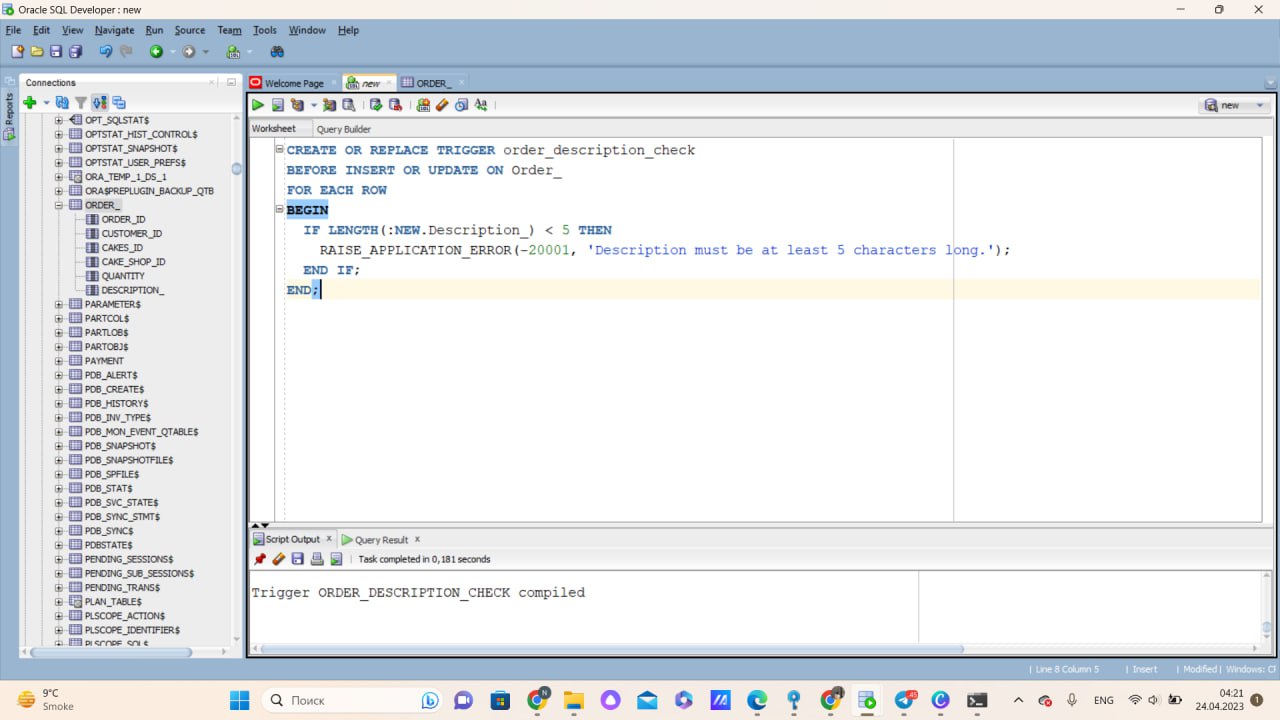 Oracle SQL Developer : new
File Edit View Navigate Run Source Team Tools Window Help
Connections
Reports
Welcome Page
new
ORDER_
new
Worksheet Query Builder
OPT_SQLSTAT$
OPTSTAT_HIST_CONTROL$
OPTSTAT_SNAPSHOT$
OPTSTAT_USER_PREFS$
ORA_TEMP_1_DS_1
ORA$PREPLUGIN_BACKUP_QTB
ORDER_
ORDER_ID
CUSTOMER_ID
CAKES_ID
CAKE_SHOP_ID
QUANTITY
DESCRIPTION_
PARAMETER$
PARTCOL$
PARTLOB$
PARTOBJ$
PAYMENT
PDB_ALERT$
PDB_CREATE$
PDB_HISTORY$
PDB_INV_TYPE$
PDB_MON_EVENT_QTABLE$
PDB_SNAPSHOT$
PDB_SNAPSHOTFILE$
PDB_SPFILE$
PDB_STAT$
PDB_SVC_STATE$
PDB_SYNC_STMT$
PDB_SYNC$
PDBSTATE$
PENDING_SESSIONS$
PENDING_SUB_SESSIONS$
PENDING_TRANS$
PLAN_TABLE$
PLSCOPE_ACTION$
PLSCOPE_IDENTIFIER$
PLSCOPE_SQL$
CREATE OR REPLACE TRIGGER order_description_check
BEFORE INSERT OR UPDATE ON Order_
FOR EACH ROW
BEGIN
IF LENGTH(:NEW.Description_) < 5 THEN
RAISE_APPLICATION_ERROR(-20001, 'Description must be at least 5 characters long.');
END IF;
END;
Script Output
Query Result
Task completed in 0,181 seconds
Trigger ORDER_DESCRIPTION_CHECK compiled
Line 8 Column 5 Insert Modified Windows:
9°C
Smoke
Поиск
ENG
04:21
24.04.2023